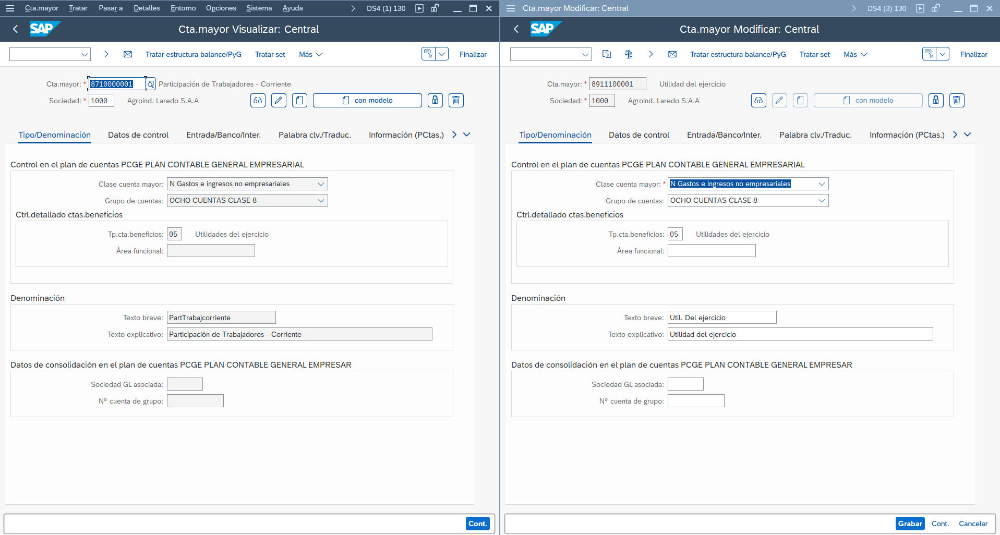 Cta.mayor Tratar Pasar a Detalles Entorno Opciones Sistema Ayuda DS4 (1) 130
SAP Cta.mayor Visualizar: Central
Tratar estructura balance/PyG Tratar set Más Finalizar
Cta.mayor: * 8710000001 Participación de Trabajadores - Corriente
Sociedad: * 1000 Agroind. Laredo S.A.A con modelo
Tipo/Denominación Datos de control Entrada/Banco/Inter. Palabra clv./Traduc. Información (PCtas.)
Control en el plan de cuentas PCGE PLAN CONTABLE GENERAL EMPRESARIAL
Clase cuenta mayor: N Gastos e ingresos no empresariales
Grupo de cuentas: OCHO CUENTAS CLASE 8
Ctrl.detallado ctas.beneficios
Tp.cta.beneficios: 05 Utilidades del ejercicio
Área funcional:
Denominación
Texto breve: PartTrabajcorriente
Texto explicativo: Participación de Trabajadores - Corriente
Datos de consolidación en el plan de cuentas PCGE PLAN CONTABLE GENERAL EMPRESAR
Sociedad GL asociada:
Nº cuenta de grupo:
Cont.
Cta.mayor Modificar: Central DS4 (3) 130
SAP Cta.mayor Modificar: Central
Tratar estructura balance/PyG Tratar set Más Finalizar
Cta.mayor: * 8911100001 Utilidad del ejercicio
Sociedad: * 1000 Agroind. Laredo S.A.A con modelo
Tipo/Denominación Datos de control Entrada/Banco/Inter. Palabra clv./Traduc. Información (PCtas.)
Control en el plan de cuentas PCGE PLAN CONTABLE GENERAL EMPRESARIAL
Clase cuenta mayor: * N Gastos e ingresos no empresariales
Grupo de cuentas: OCHO CUENTAS CLASE 8
Ctrl.detallado ctas.beneficios
Tp.cta.beneficios: 05 Utilidades del ejercicio
Área funcional:
Denominación
Texto breve: Util. Del ejercicio
Texto explicativo: Utilidad del ejercicio
Datos de consolidación en el plan de cuentas PCGE PLAN CONTABLE GENERAL EMPRESAR
Sociedad GL asociada:
Nº cuenta de grupo:
Grabar Cont. Cancelar